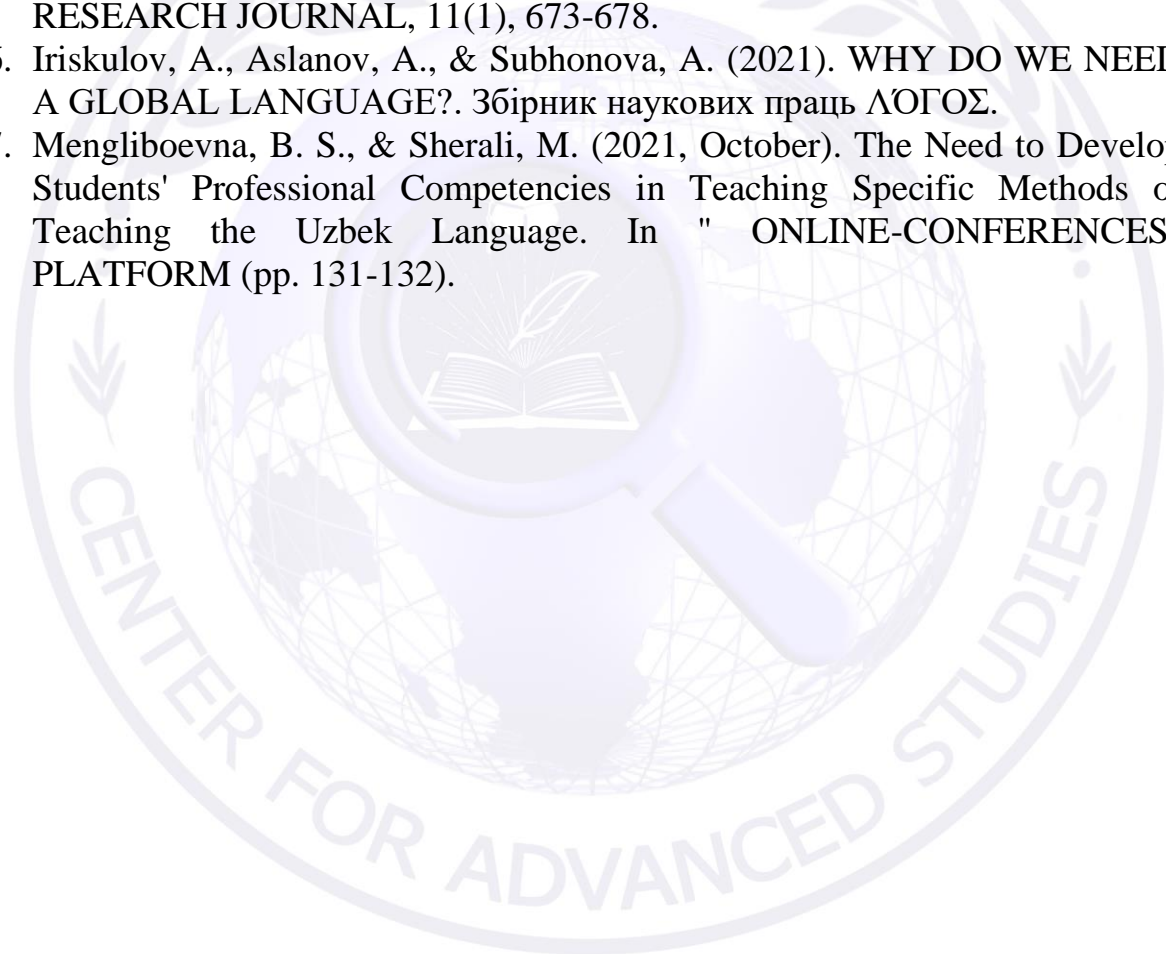 RESEARCH JOURNAL, 11(1), 673-678.
6. Iriskulov, A., Aslanov, A., & Subhonova, A. (2021). WHY DO WE NEED
A GLOBAL LANGUAGE?. Збірник наукових праць ΛΌГOΣ.
7. Mengliboevna, B. S., & Sherali, M. (2021, October). The Need to Develop
Students' Professional Competencies in Teaching Specific Methods of
Teaching the Uzbek Language. In " ONLINE-CONFERENCES
PLATFORM (pp. 131-132).
CENTER FOR ADVANCED STUDIES